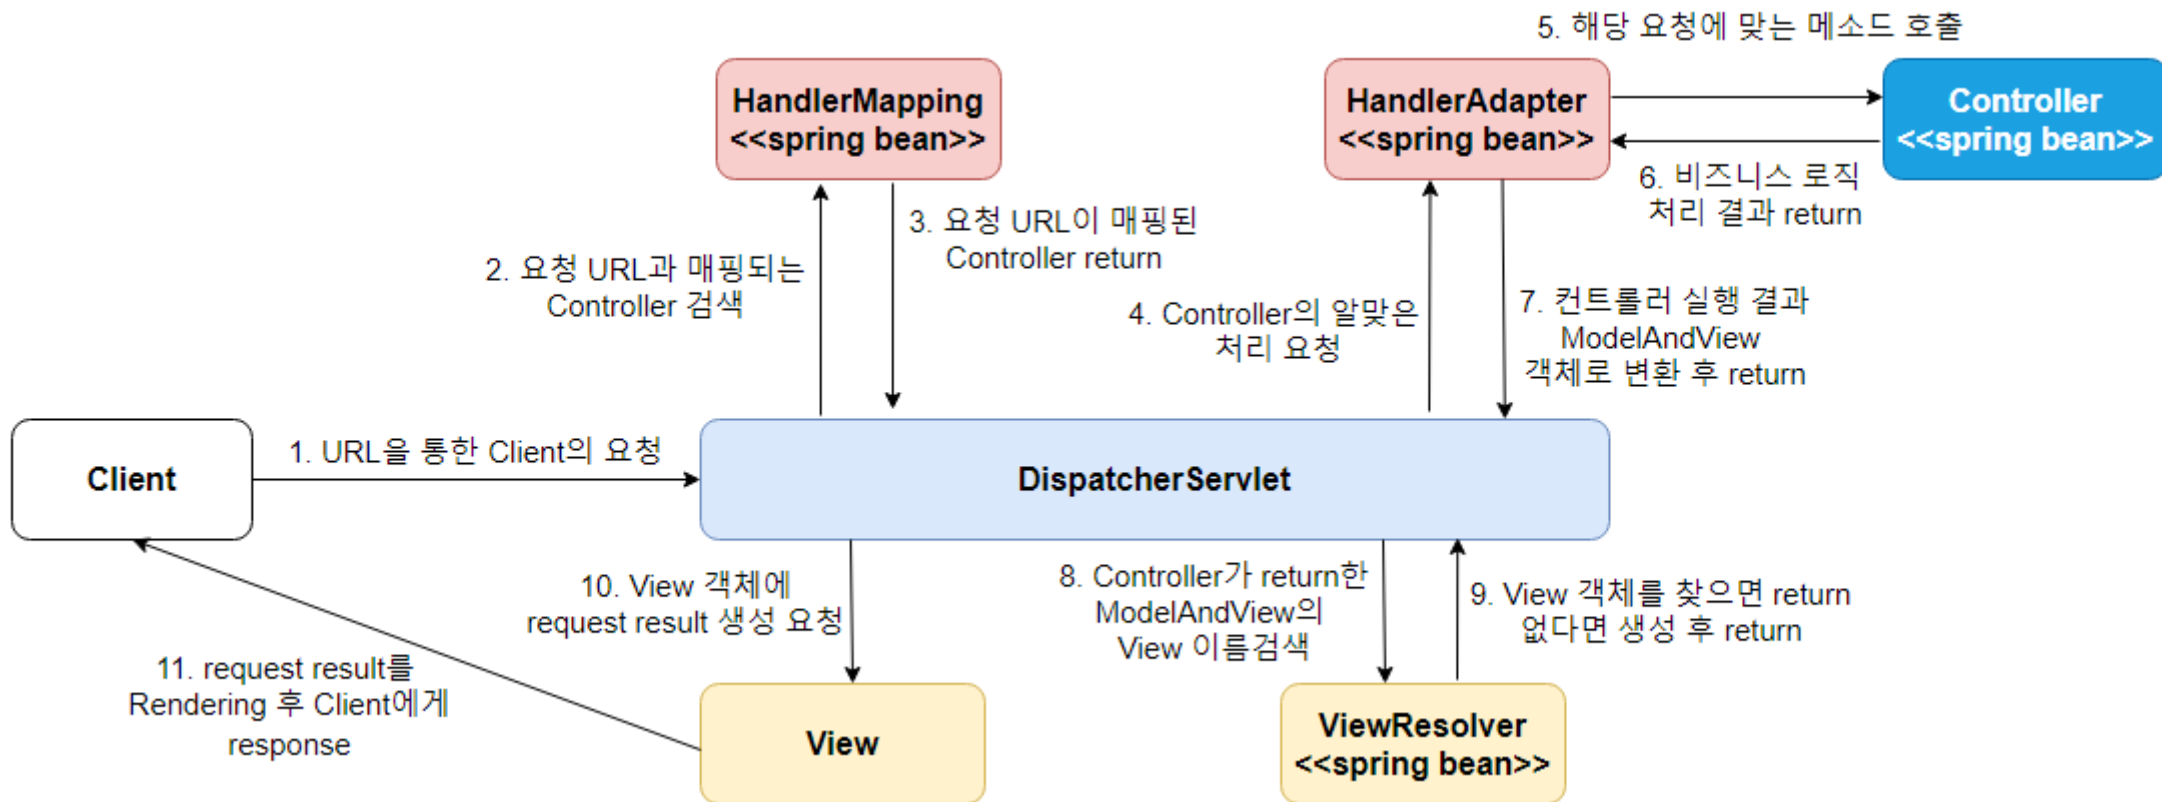 5. 해당 요청에 맞는 메소드 호출
HandlerMapping
<<spring bean>>
HandlerAdapter
<<spring bean>>
Controller
<<spring bean>>
6. 비즈니스 로직
처리 결과 return
3. 요청 URL이 매핑된
Controller return
2. 요청 URL과 매핑되는
Controller 검색
4. Controller의 알맞은
처리 요청
7. 컨트롤러 실행 결과
ModelAndView
객체로 변환 후 return
1. URL을 통한 Client의 요청
Client
DispatcherServlet
10. View 객체에
request result 생성 요청
8. Controller가 return한
ModelAndView의
View 이름검색
9. View 객체를 찾으면 return
없다면 생성 후 return
11. request result를
Rendering 후 Client에게
response
View
ViewResolver
<<spring bean>>